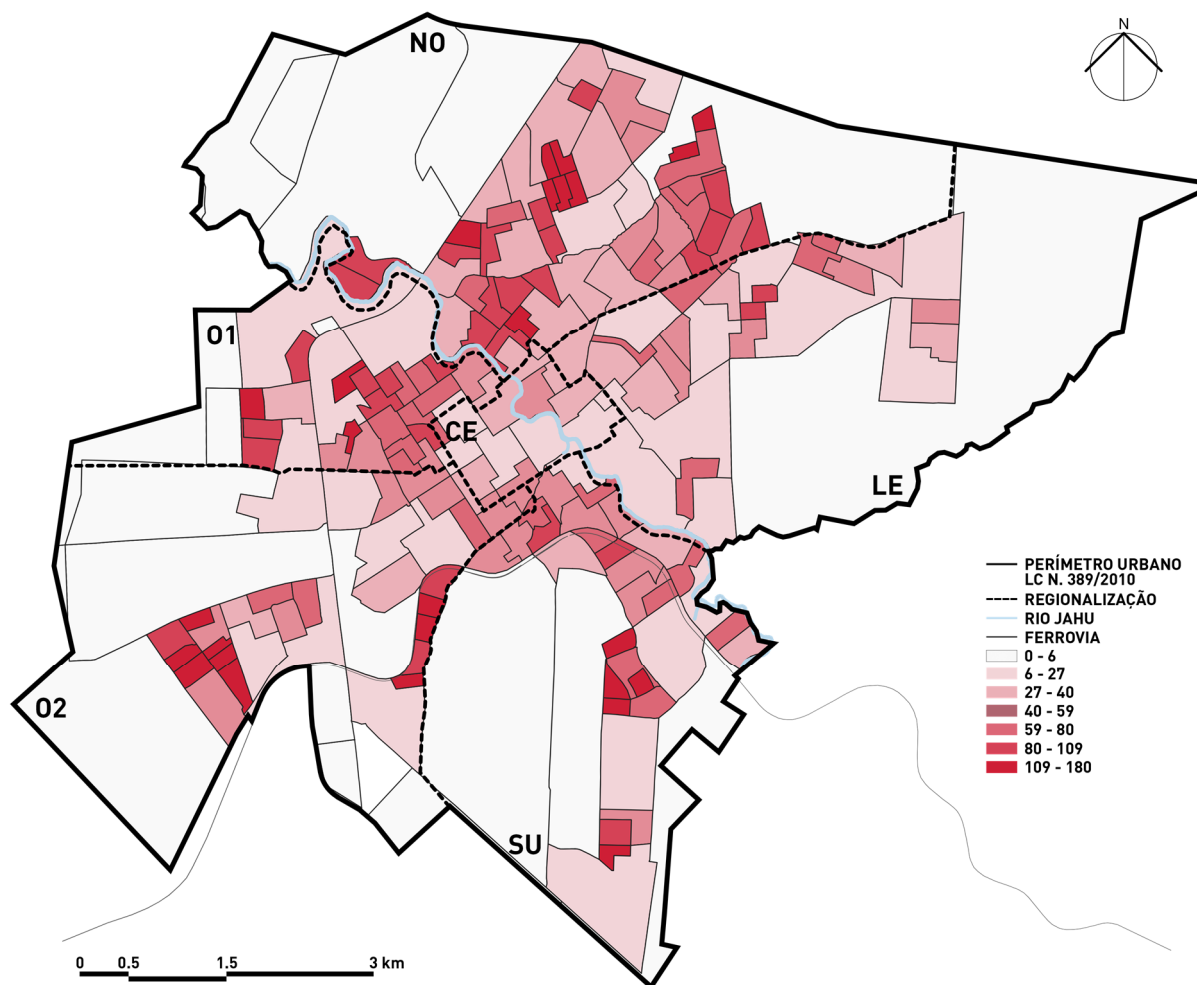 NO
N
O1
CE
LE
O2
SU
PERÍMETRO URBANO
LC N. 389/2010
REGIONALIZAÇÃO
RIO JAHU
FERROVIA
0 - 6
6 - 27
27 - 40
40 - 59
59 - 80
80 - 109
109 - 180
0 0.5 1.5 3 km